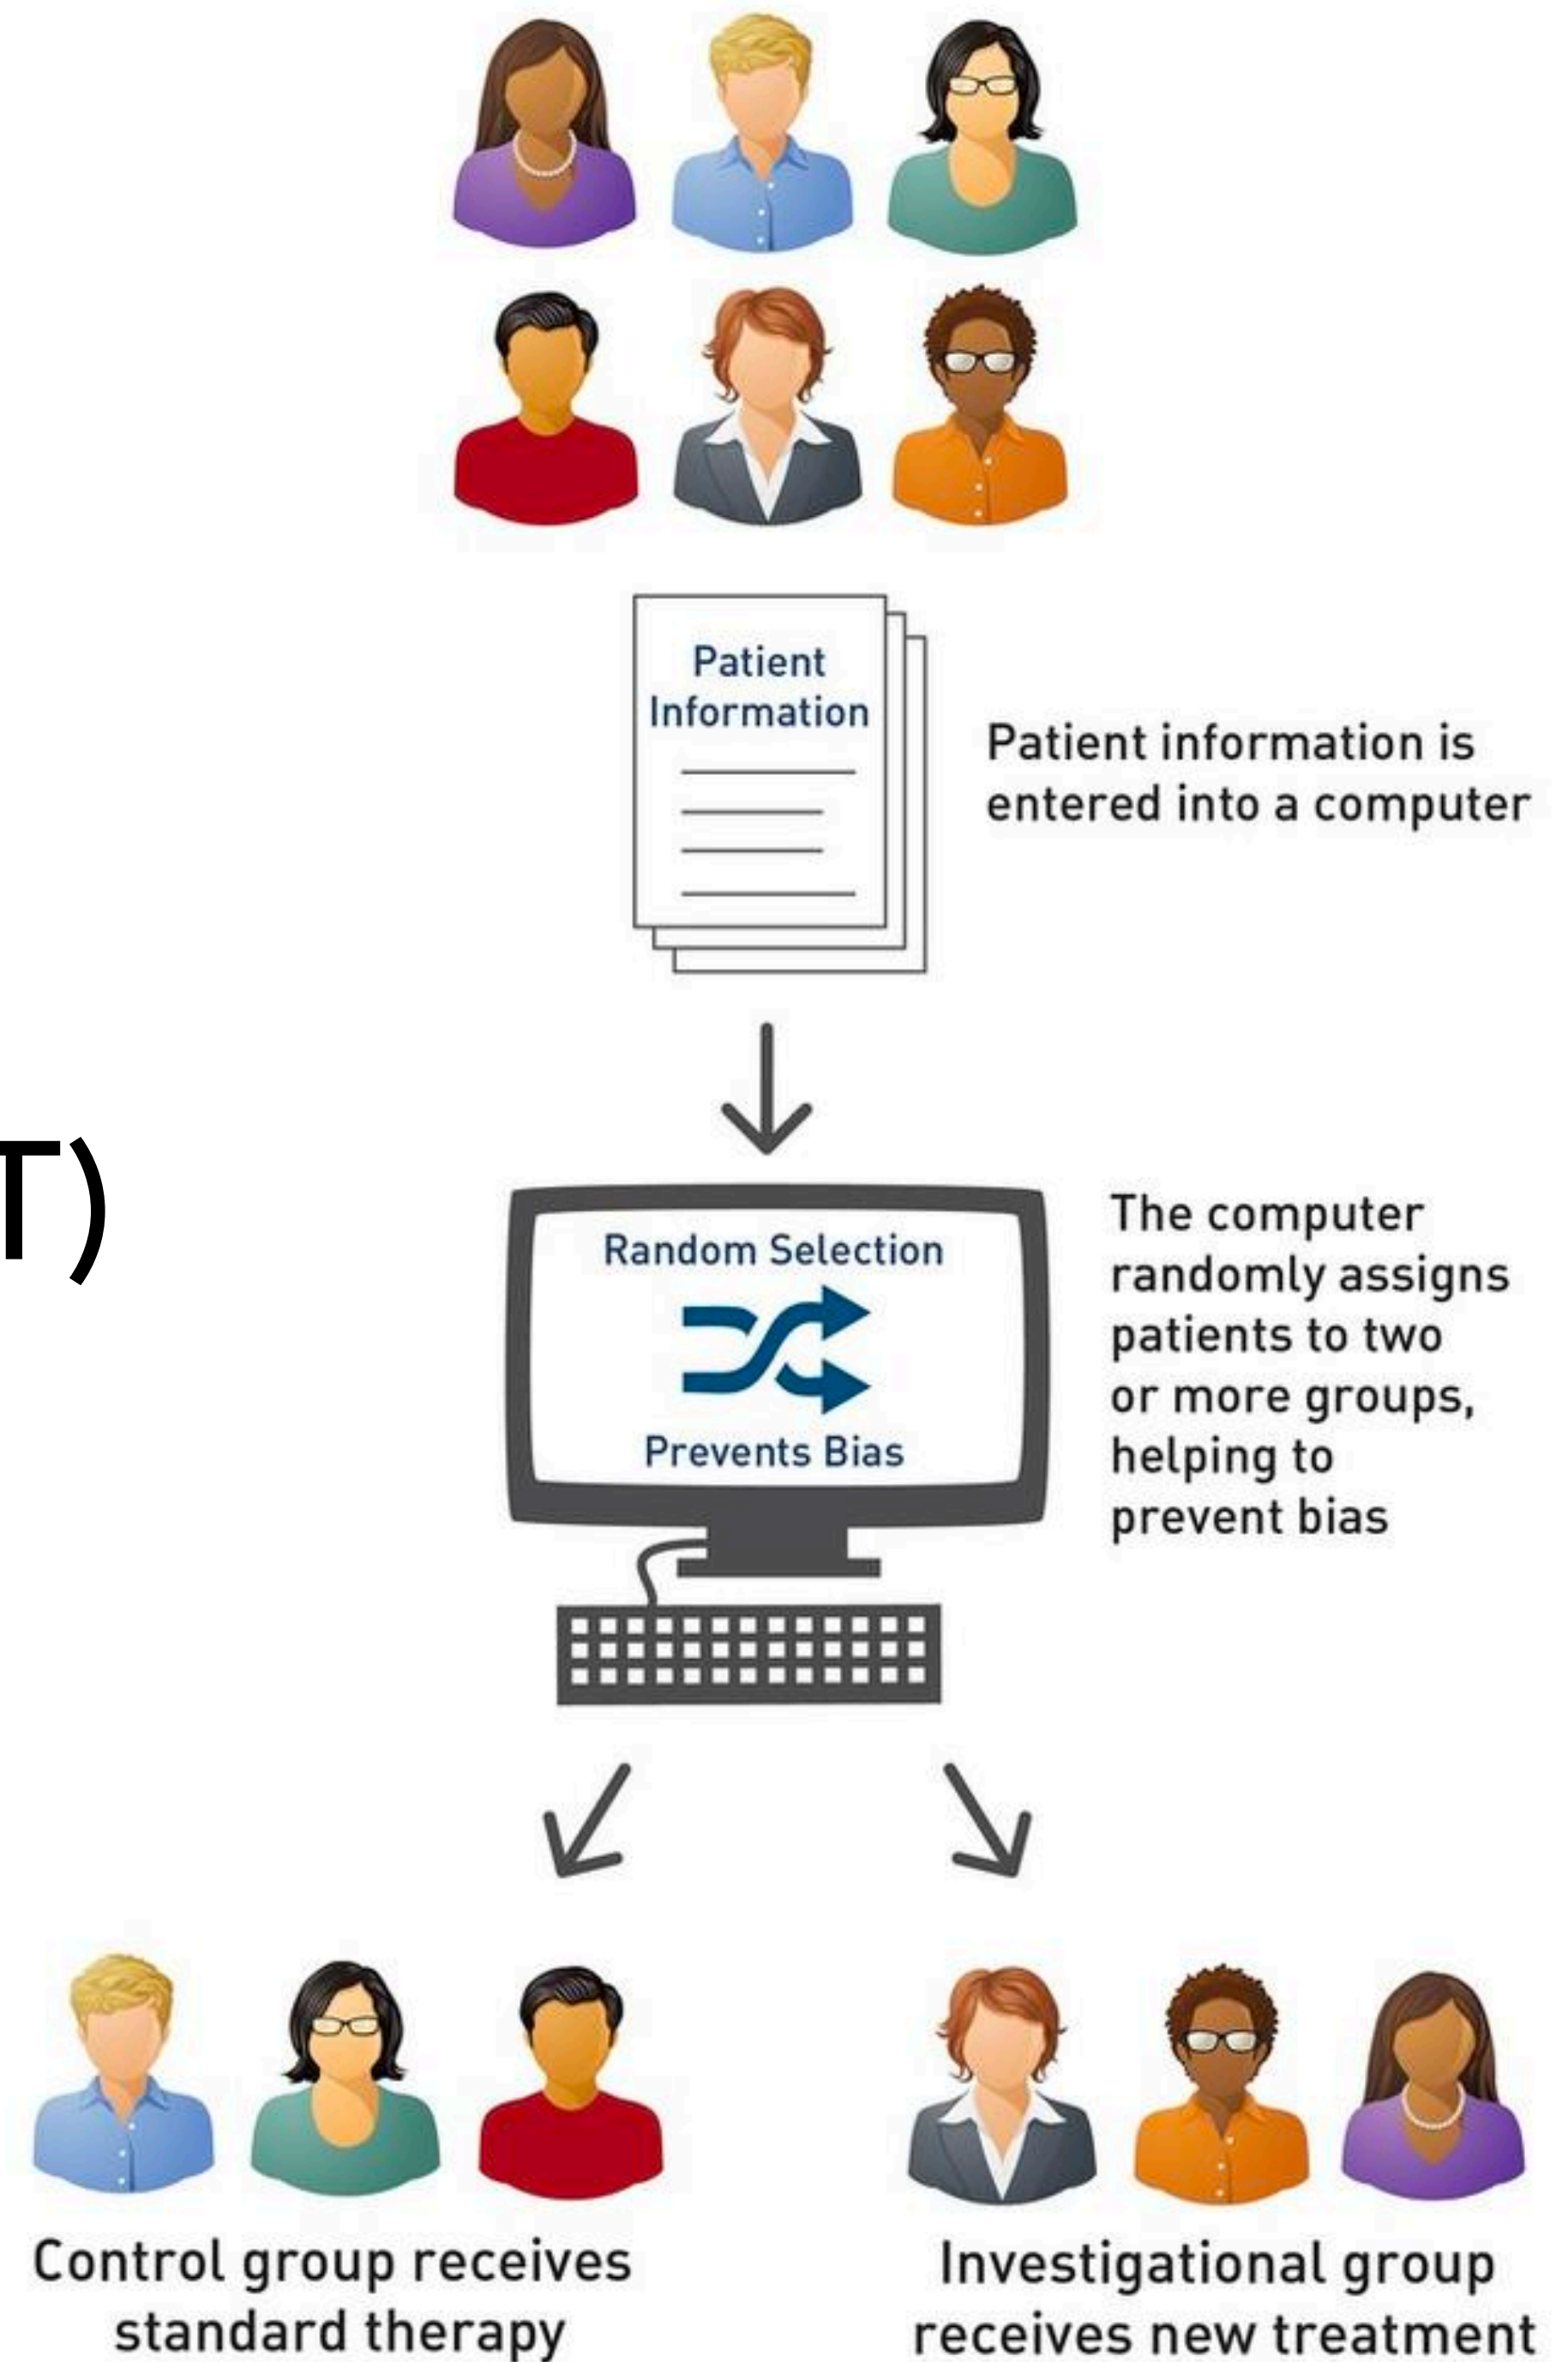 Patient
Information
Patient information is
entered into a computer
T)
Random Selection
Prevents Bias
The computer
randomly assigns
patients to two
or more groups,
helping to
prevent bias
Control group receives
standard therapy
Investigational group
receives new treatment